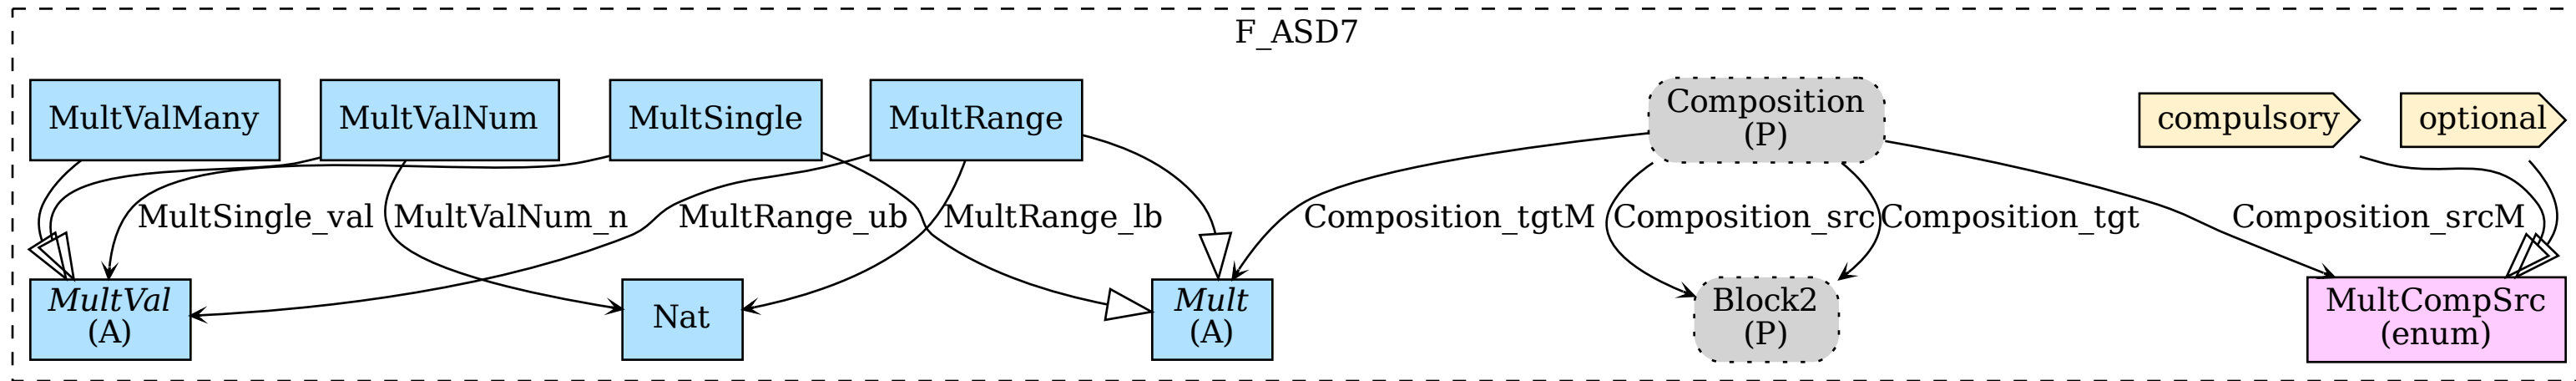 F_ASD7
MultValMany
MultValNum
MultSingle
MultRange
Composition
(P)
compulsory
optional
MultSingle_val
MultValNum_n
MultRange_ub
MultRange_lb
Composition_tgtM
Composition_src
Composition_tgt
Composition_srcM
MultVal
(A)
Nat
Mult
(A)
Block2
(P)
MultCompSrc
(enum)